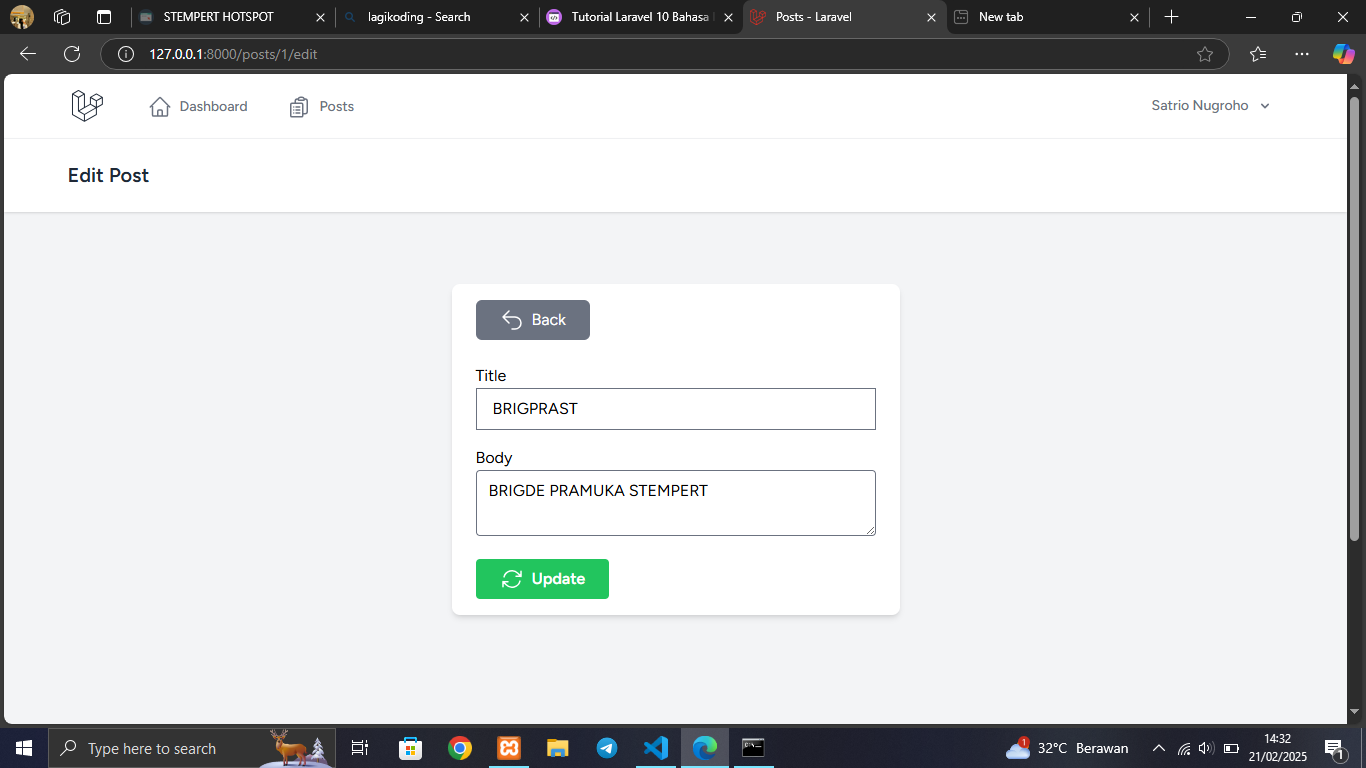 STEMPERT HOTSPOT
lagikoding - Search
Tutorial Laravel 10 Bahasa
Posts - Laravel
New tab
127.0.0.1:8000/posts/1/edit
Dashboard
Posts
Satrio Nugroho
Edit Post
Back
Title
BRIGPRAST
Body
BRIGDE PRAMUKA STEMPERT
Update
Type here to search
1
32°C Berawan
14:32
21/02/2025
1